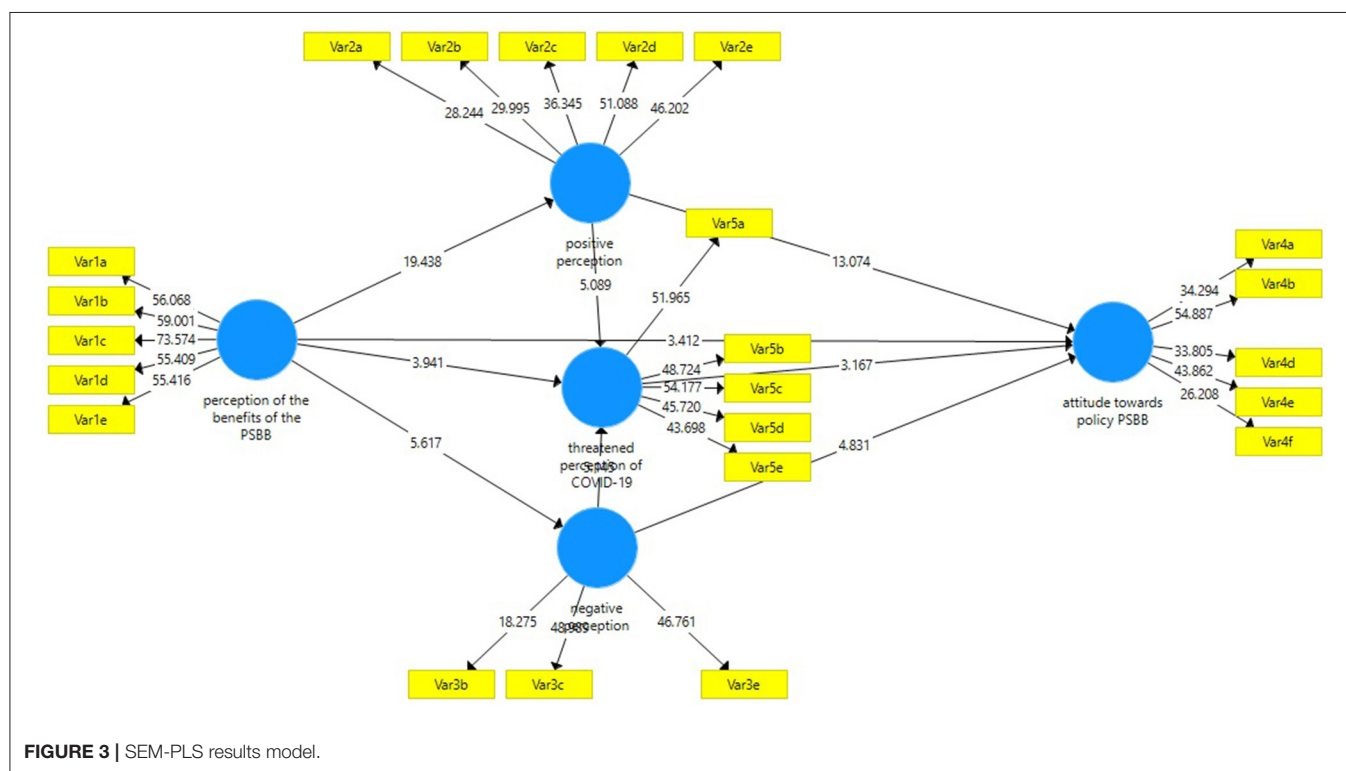 Var2a
Var2b
Var2c
Var2d
Var2e
28.244
29.995
36.345
51.088
46.202
positive
perception
Var5a
19.438
5.089
51.965
13.074
Var1a
Var1b
Var1c
Var1d
Var1e
56.068
59.001
73.574
55.409
55.416
perception of the
benefits of the
PSBB
3.941
3.412
3.167
5.617
4.831
threatened
perception of
COVID-19
48.724
54.177
45.720
43.698
Var5b
Var5c
Var5d
Var5e
Var4a
Var4b
Var4d
Var4e
Var4f
34.294
54.887
33.805
43.862
26.208
attitude towards
policy PSBB
negative
perception
18.275
46.761
Var3b
Var3c
Var3e
FIGURE 3 | SEM-PLS results model.